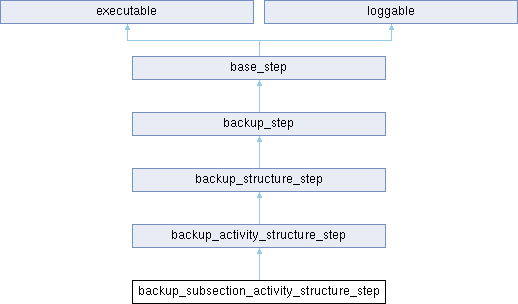 executable
loggable
base_step
backup_step
backup_structure_step
backup_activity_structure_step
backup_subsection_activity_structure_step